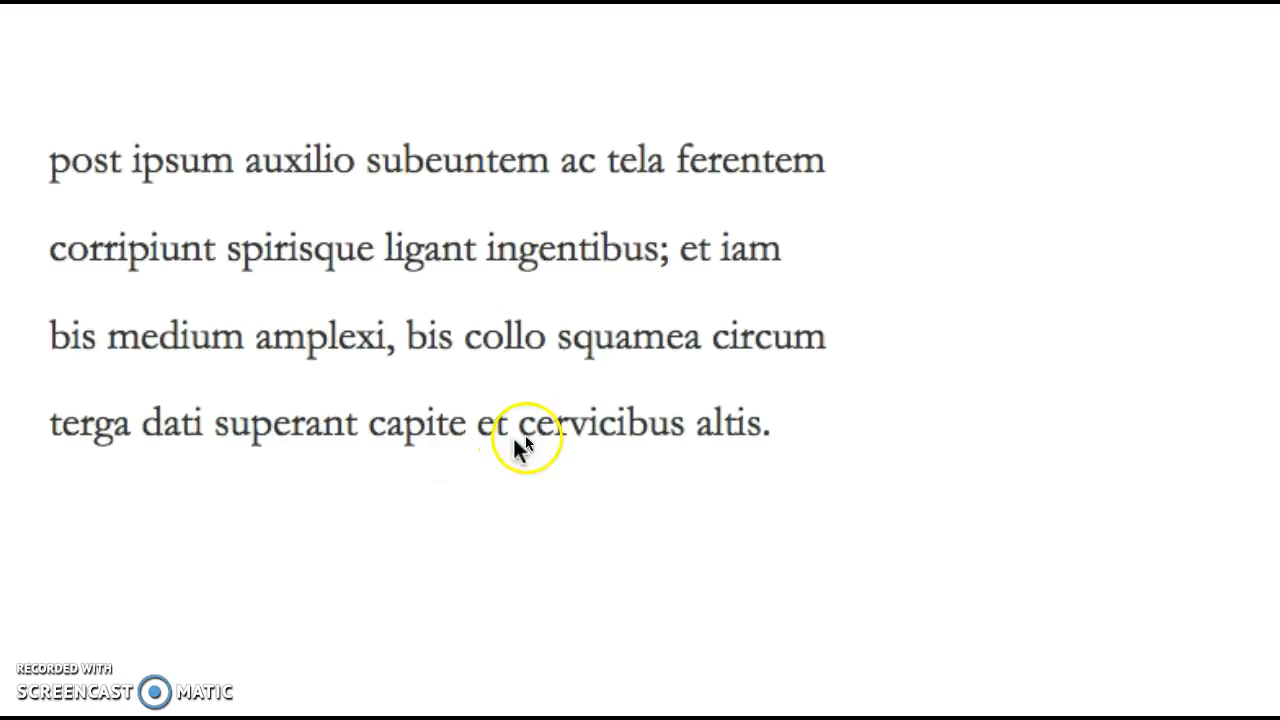 post ipsum auxilio subeuntem ac tela ferentem
corripiunt spirisque ligant ingentibus; et iam
bis medium amplexi, bis collo squamea circum
terga dati superant capite et cervicibus altis.
RECORDED WITH
SCREENCAST MATIC